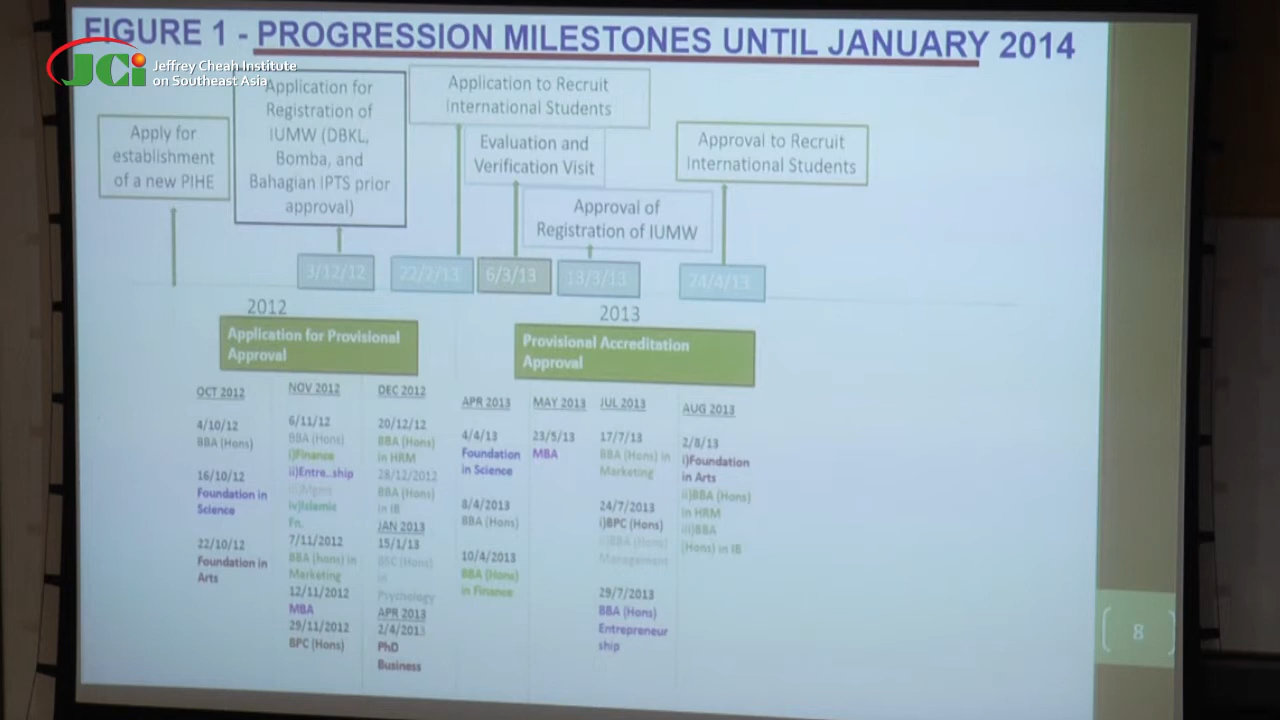 FIGURE 1 - PROGRESSION MILESTONES UNTIL JANUARY 2014
JCi
Jeffrey Cheah Institute
on Southeast Asia
Apply for
establishment
of a new PIHE
Application for
Registration of
IUMW (DBKL,
Bomba, and
Bahagian IPTS prior
approval)
Application to Recruit
International Students
Evaluation and
Verification Visit
Approval of
Registration of IUMW
Approval to Recruit
International Students
3/12/12
22/2/13
6/3/13
13/3/13
24/4/13
2012
2013
Application for Provisional
Approval
Provisional Accreditation
Approval
OCT 2012
4/10/12
BBA (Hons)
16/10/12
Foundation in
Science
22/10/12
Foundation in
Arts
NOV 2012
6/11/12
BBA (Hons)
i)Finance
ii)Entre..ship
iii)Mgmt
iv)Islamic
Fn.
7/11/2012
BBA (hons) in
Marketing
12/11/2012
MBA
29/11/2012
BPC (Hons)
DEC 2012
20/12/12
BBA (Hons)
in HRM
28/12/2012
BBA (Hons)
in IB
JAN 2013
15/1/13
(Hons)
in
Psychology
APR 2013
2/4/2013
PhD
Business
APR 2013
4/4/13
Foundation
in Science
8/4/2013
BBA (Hons)
10/4/2013
BBA (Hons)
in Finance
MAY 2013
23/5/13
MBA
JUL 2013
17/7/13
BBA (Hons) in
Marketing
24/7/2013
i)BPC (Hons)
ii)BBA (Hons)
Management
29/7/2013
BBA (Hons)
Entrepreneur
ship
AUG 2013
2/8/13
i)Foundation
in Arts
ii)BBA (Hons)
in HRM
iii)BBA
(Hons) in IB
8